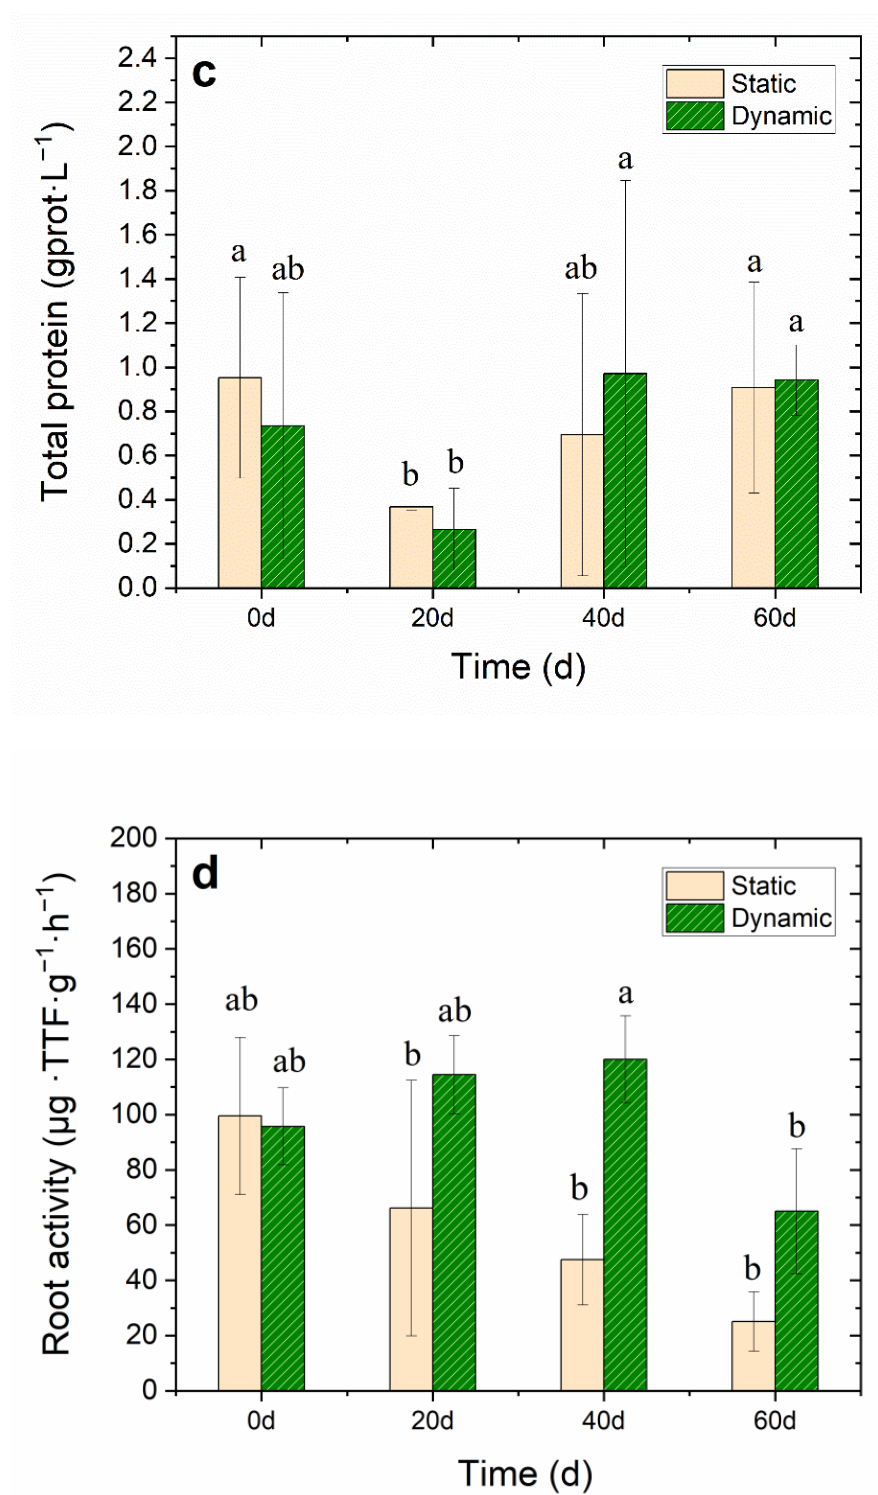 c
Static
Dynamic
2.4
2.2
2.0
1.8
1.6
1.4
1.2
1.0
0.8
0.6
0.4
0.2
0.0
Total protein (gprot·L⁻¹)
a
ab
b
b
ab
a
a
a
0d
20d
40d
60d
Time (d)
d
Static
Dynamic
200
180
160
140
120
100
80
60
40
20
0
Root activity (µg ·TTF·g⁻¹·h⁻¹)
ab
ab
b
ab
b
a
b
b
0d
20d
40d
60d
Time (d)